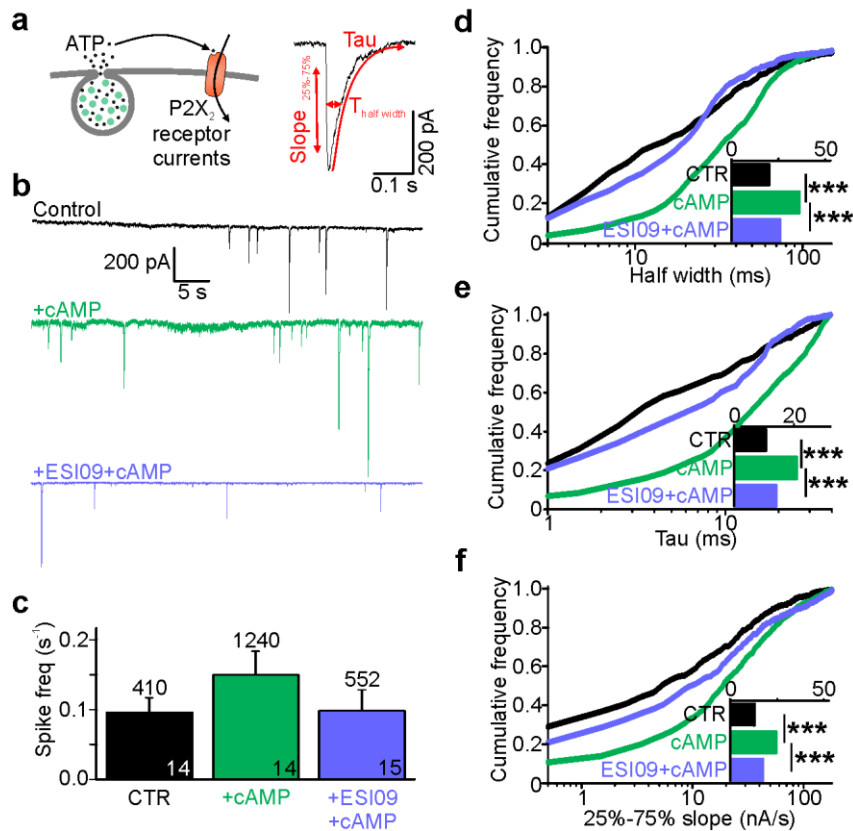 a
ATP
P2X2
receptor
currents
Tau
25%-75%
Slope
T half width
200 pA
0.1 s
b
Control
200 pA
5 s
+cAMP
+ESI09+cAMP
c
Spike freq (s-1)
0.2
0.1
0.0
410
1240
552
14
14
15
CTR
+cAMP
+ESI09
+cAMP
d
Cumulative frequency
1.0
0.8
0.6
0.4
0.2
0
0 50
CTR
cAMP
ESI09+cAMP
***
***
10 100
Half width (ms)
e
Cumulative frequency
1.0
0.8
0.6
0.4
0.2
0
0 20
CTR
cAMP
ESI09+cAMP
***
***
1 10
Tau (ms)
f
Cumulative frequency
1.0
0.8
0.6
0.4
0.2
0
0 50
CTR
cAMP
ESI09+cAMP
***
***
1 10 100
25%-75% slope (nA/s)